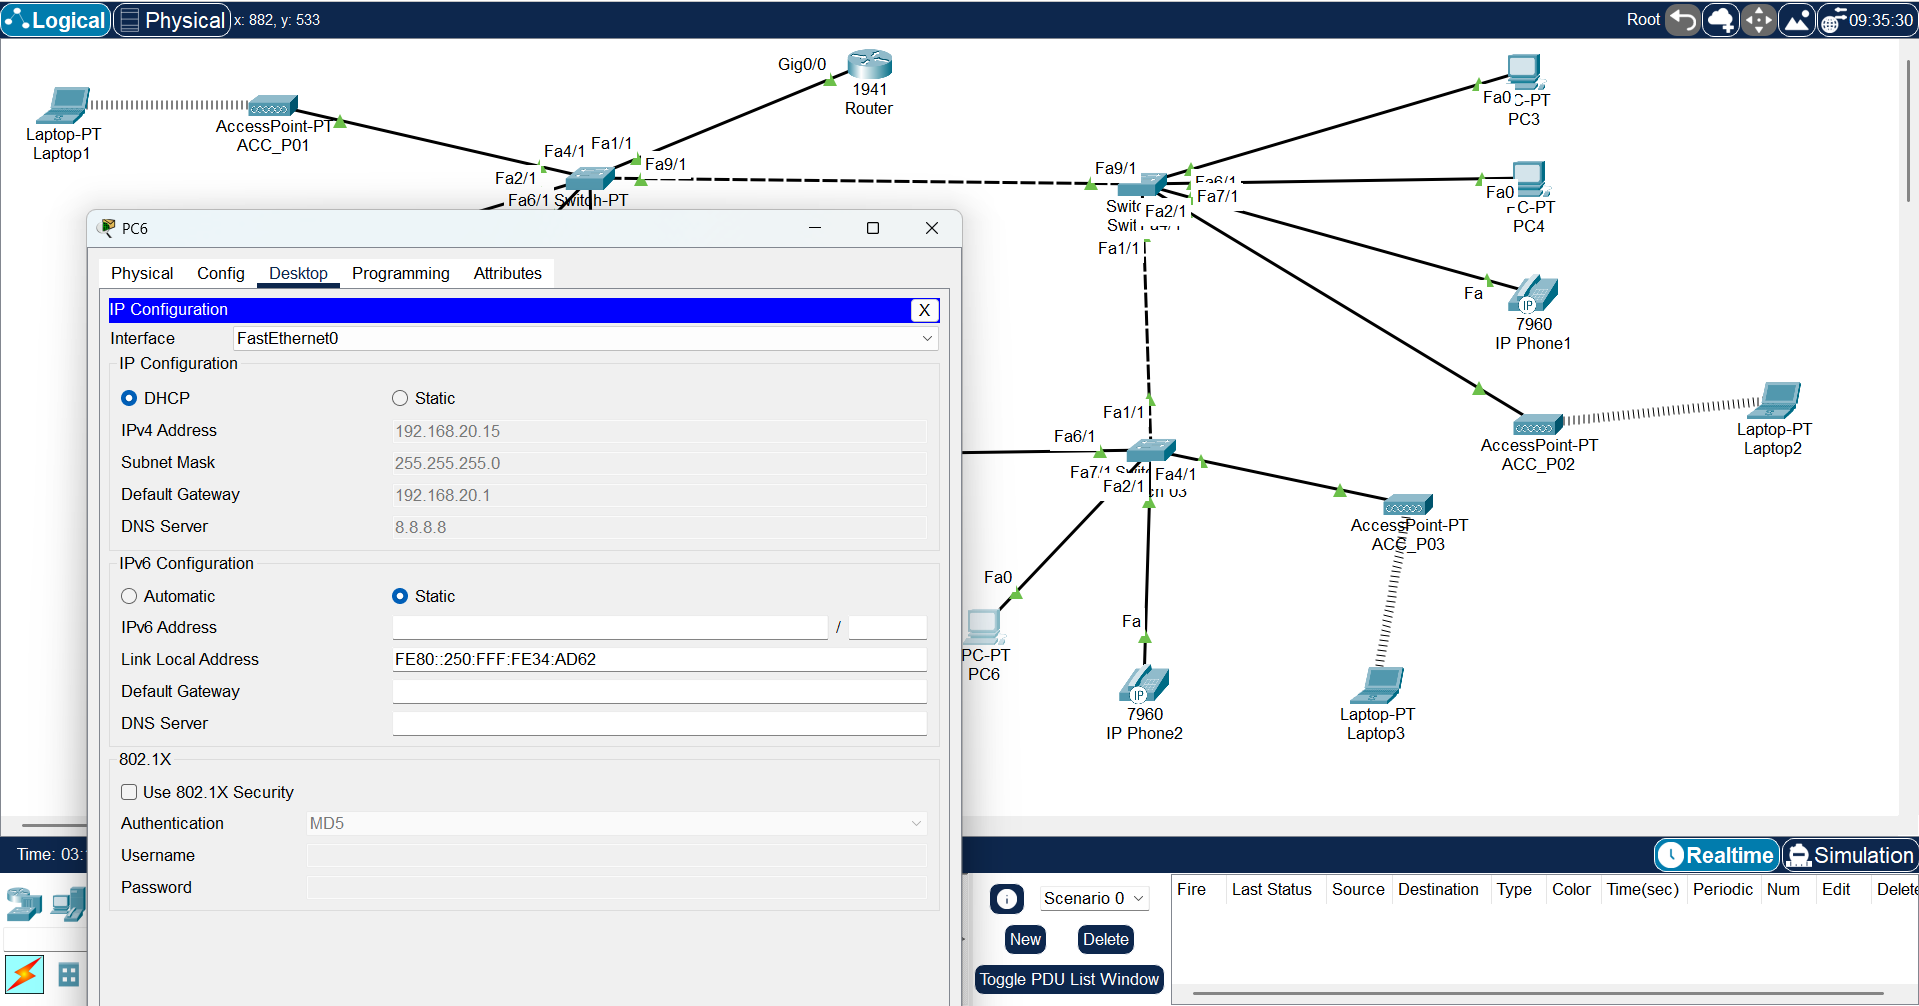 Logical Physical x: 882, y: 533 Root 09:35:30
Gig0/0
1941
Router
Laptop-PT
Laptop1
AccessPoint-PT
ACC_P01
Fa4/1 Fa1/1
Fa9/1
Fa2/1
Fa6/1 Switch-PT
Fa0
PC3
Fa9/1
Fa6/1
Fa7/1
Fa2/1
Fa4/1
Fa1/1
Fa0
PC4
Fa
IP
7960
IP Phone1
AccessPoint-PT
ACC_P02
Laptop-PT
Laptop2
Fa1/1
Fa6/1
Fa7/1
Fa4/1
Fa2/1
AccessPoint-PT
ACC_P03
Fa0
PC-PT
PC6
Fa
IP
7960
IP Phone2
Laptop-PT
Laptop3
PC6
Physical Config Desktop Programming Attributes
IP Configuration X
Interface FastEthernet0
IP Configuration
DHCP Static
IPv4 Address 192.168.20.15
Subnet Mask 255.255.255.0
Default Gateway 192.168.20.1
DNS Server 8.8.8.8
IPv6 Configuration
Automatic Static
IPv6 Address /
Link Local Address FE80::250:FFF:FE34:AD62
Default Gateway
DNS Server
802.1X
Use 802.1X Security
Authentication MD5
Username
Password
Time: 03:
Realtime Simulation
Scenario 0
New Delete
Toggle PDU List Window
Fire Last Status Source Destination Type Color Time(sec) Periodic Num Edit Delete